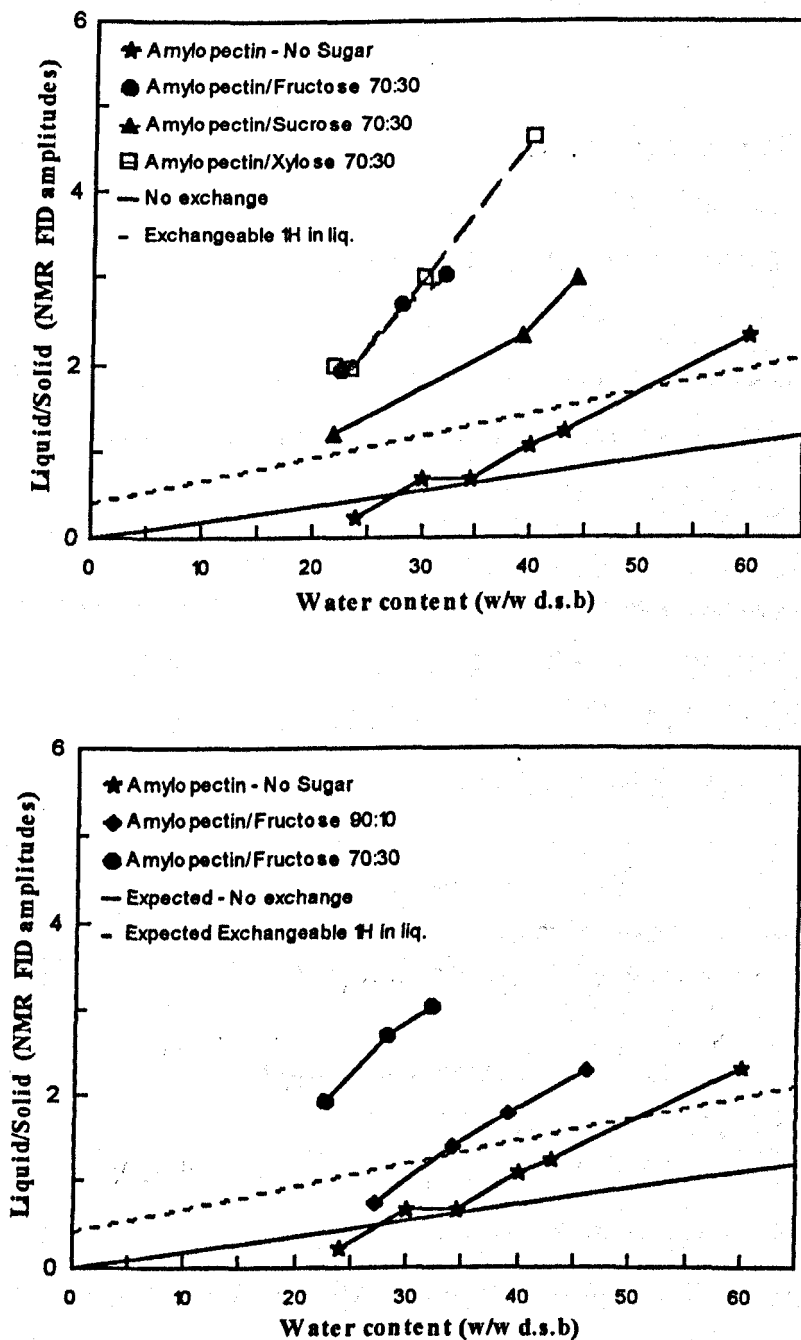 6
★ Amylopectin - No Sugar
● Amylopectin/Fructose 70:30
▲ Amylopectin/Sucrose 70:30
Amylopectin/Xylose 70:30
— No exchange
- - Exchangeable 1H in liq.
4
2
0
Liquid/Solid (NMR FID amplitudes)
0 10 20 30 40 50 60
Water content (w/w d.s.b)
6
★ Amylopectin - No Sugar
◆ Amylopectin/Fructose 90:10
● Amylopectin/Fructose 70:30
— Expected - No exchange
- - Expected Exchangeable 1H in liq.
4
2
0
Liquid/Solid (NMR FID amplitudes)
0 10 20 30 40 50 60
Water content (w/w d.s.b)